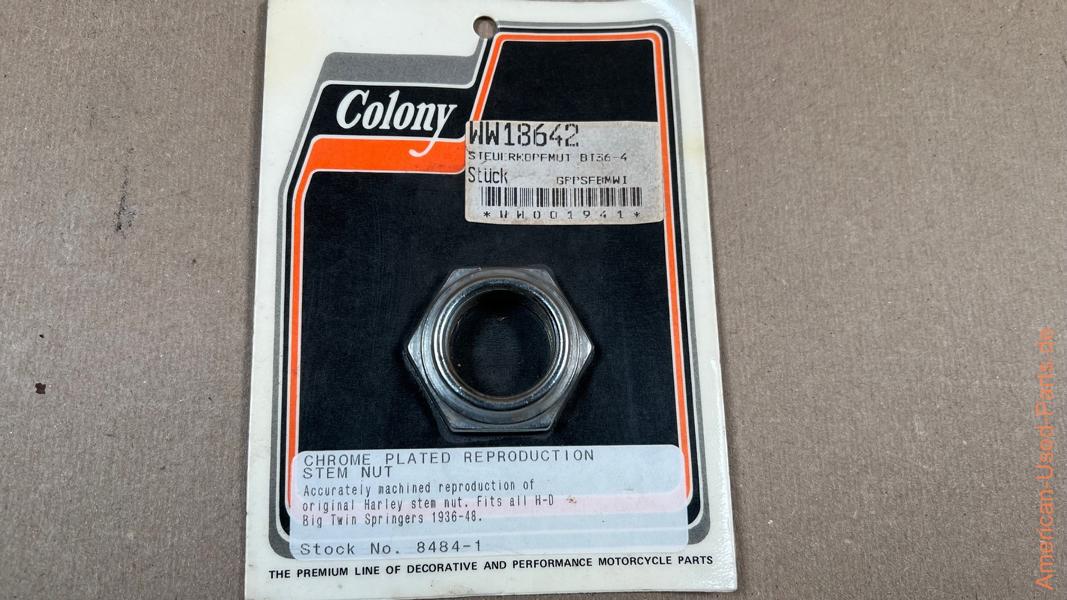 Colony
WW18642
STEUERKOPFMUT BT36-4
Stück GPPSFBMWI
*WW001941*
CHROME PLATED REPRODUCTION
STEM NUT
Accurately machined reproduction of
original Harley stem nut. Fits all H-D
Big Twin Springers 1936-48.
Stock No. 8484-1
THE PREMIUM LINE OF DECORATIVE AND PERFORMANCE MOTORCYCLE PARTS
American-Used-Parts.de